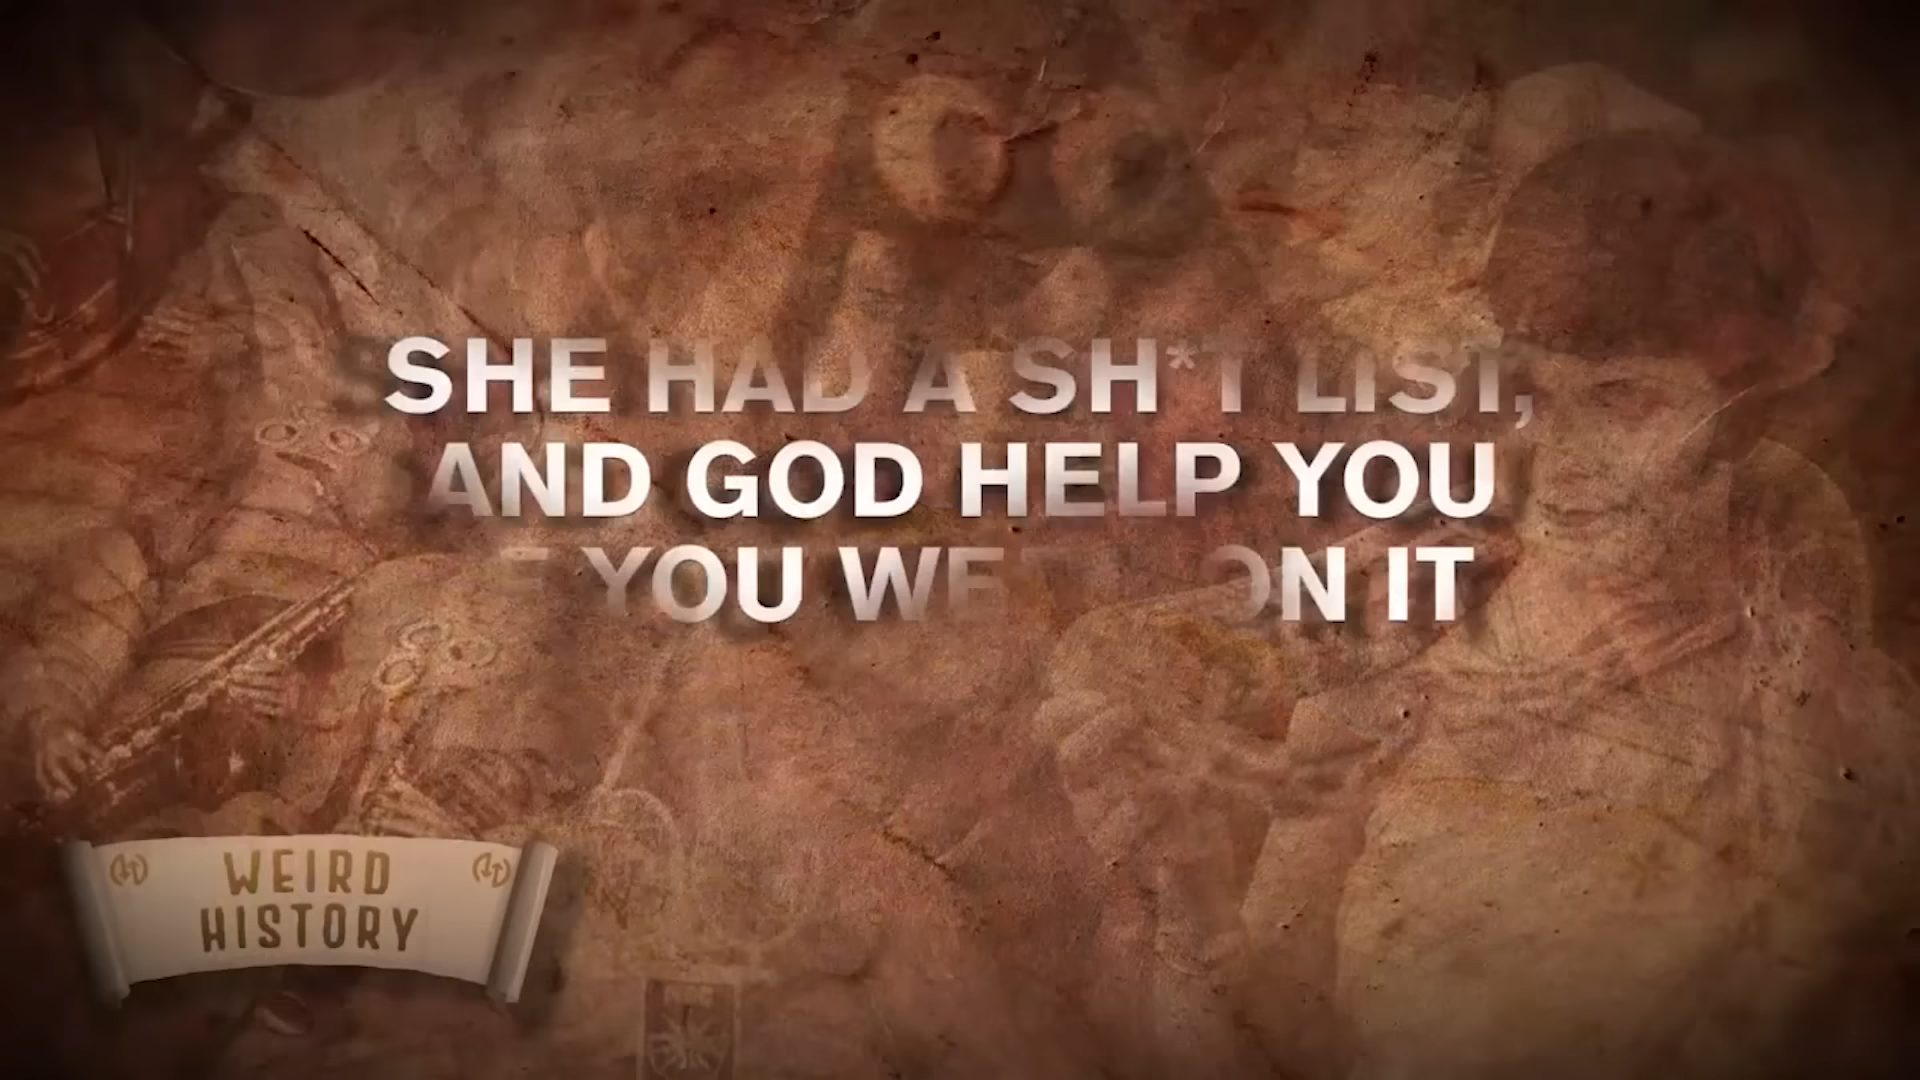 SHE HAD A SH*T LIST,
AND GOD HELP YOU
YOU ON IT
WEIRD
HISTORY